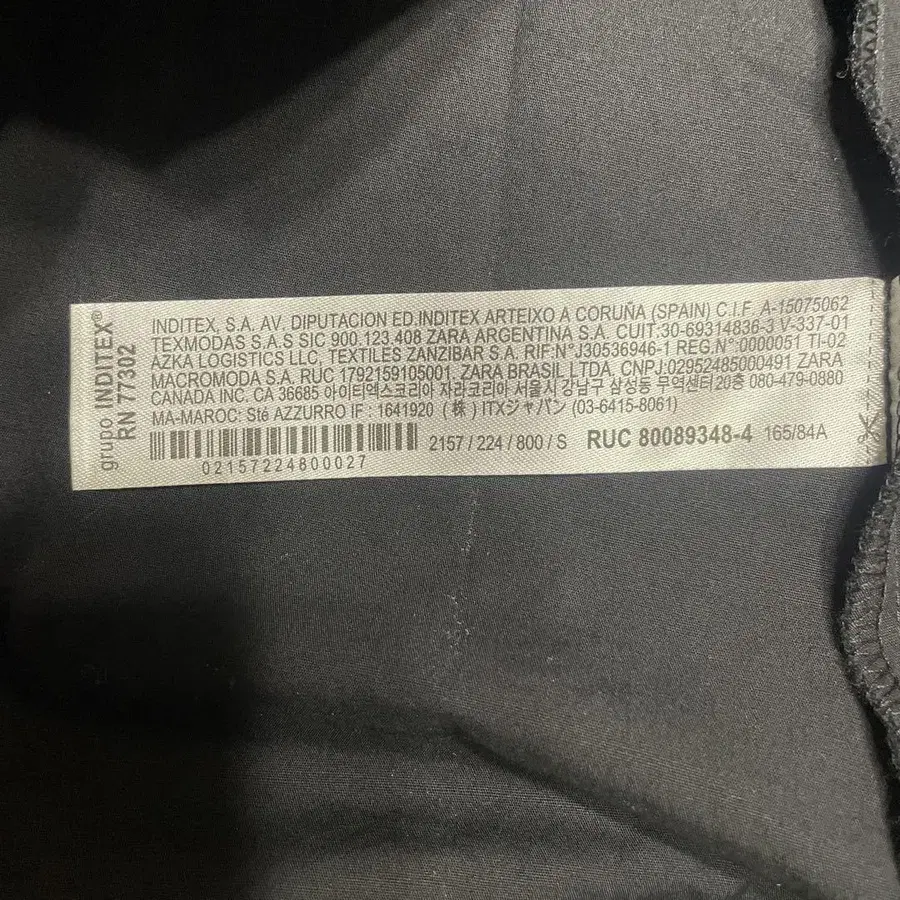 grupo INDITEX®
RN 77302
INDITEX, S.A. AV. DIPUTACION ED.INDITEX ARTEIXO A CORUÑA (SPAIN) C.I.F. A-15075062
TEXMODAS S.A.S SIC 900.123.408 ZARA ARGENTINA S.A. CUIT:30-69314836-3 V-337-01
AZKA LOGISTICS LLC, TEXTILES ZANZIBAR S.A. RIF.N°J30536946-1 REG.N°:0000051 TI-02
MACROMODA S.A. RUC 1792159105001. ZARA BRASIL LTDA. CNPJ:02952485000491 ZARA
CANADA INC. CA 36685 아이티엑스코리아 자라코리아 서울시 강남구 삼성동 무역센터20층 080-479-0880
MA-MAROC: Sté AZZURRO IF : 1641920 (株) ITXジャパン (03-6415-8061)
2157 / 224 / 800 / S RUC 80089348-4 165/84A
02157224800027